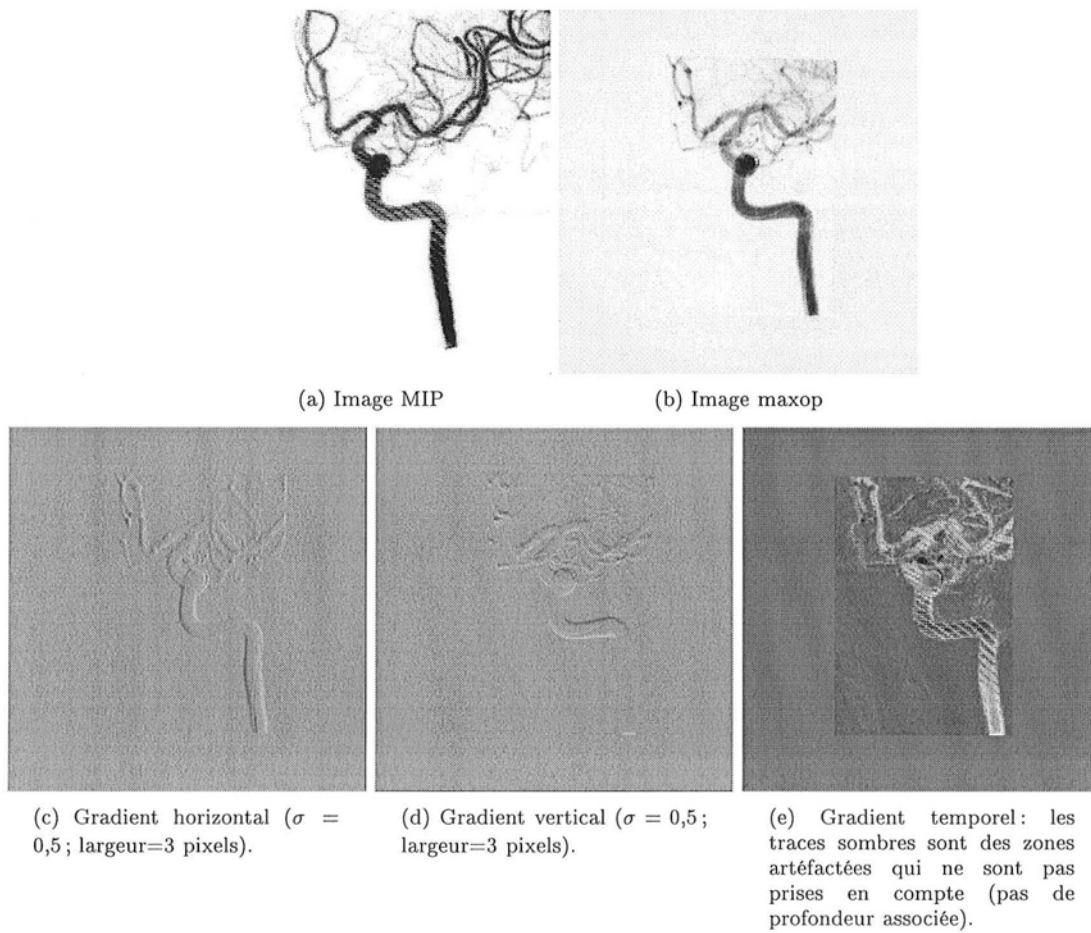 (a) Image MIP
(b) Image maxop
(c) Gradient horizontal (σ =
0,5 ; largeur=3 pixels).
(d) Gradient vertical (σ = 0,5 ;
largeur=3 pixels).
(e) Gradient temporel : les
traces sombres sont des zones
artéfactées qui ne sont pas
prises en compte (pas de
profondeur associée).